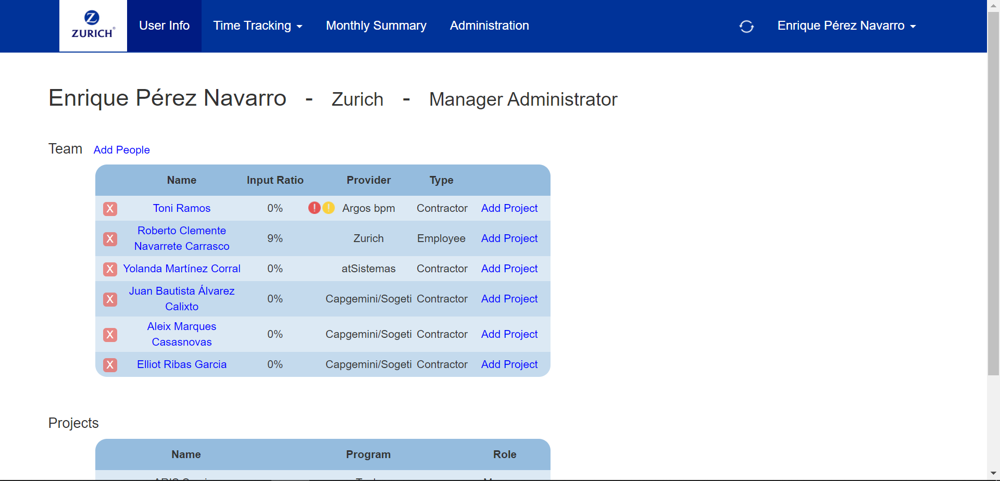 ZURICH®
User Info Time Tracking Monthly Summary Administration Enrique Pérez Navarro
Enrique Pérez Navarro - Zurich - Manager Administrator
Team Add People
Name Input Ratio Provider Type
X Toni Ramos 0% ! ! Argos bpm Contractor Add Project
X Roberto Clemente
Navarrete Carrasco 9% Zurich Employee Add Project
X Yolanda Martínez Corral 0% atSistemas Contractor Add Project
X Juan Bautista Álvarez
Calixto 0% Capgemini/Sogeti Contractor Add Project
X Aleix Marques
Casasnovas 0% Capgemini/Sogeti Contractor Add Project
X Elliot Ribas Garcia 0% Capgemini/Sogeti Contractor Add Project
Projects
Name Program Role